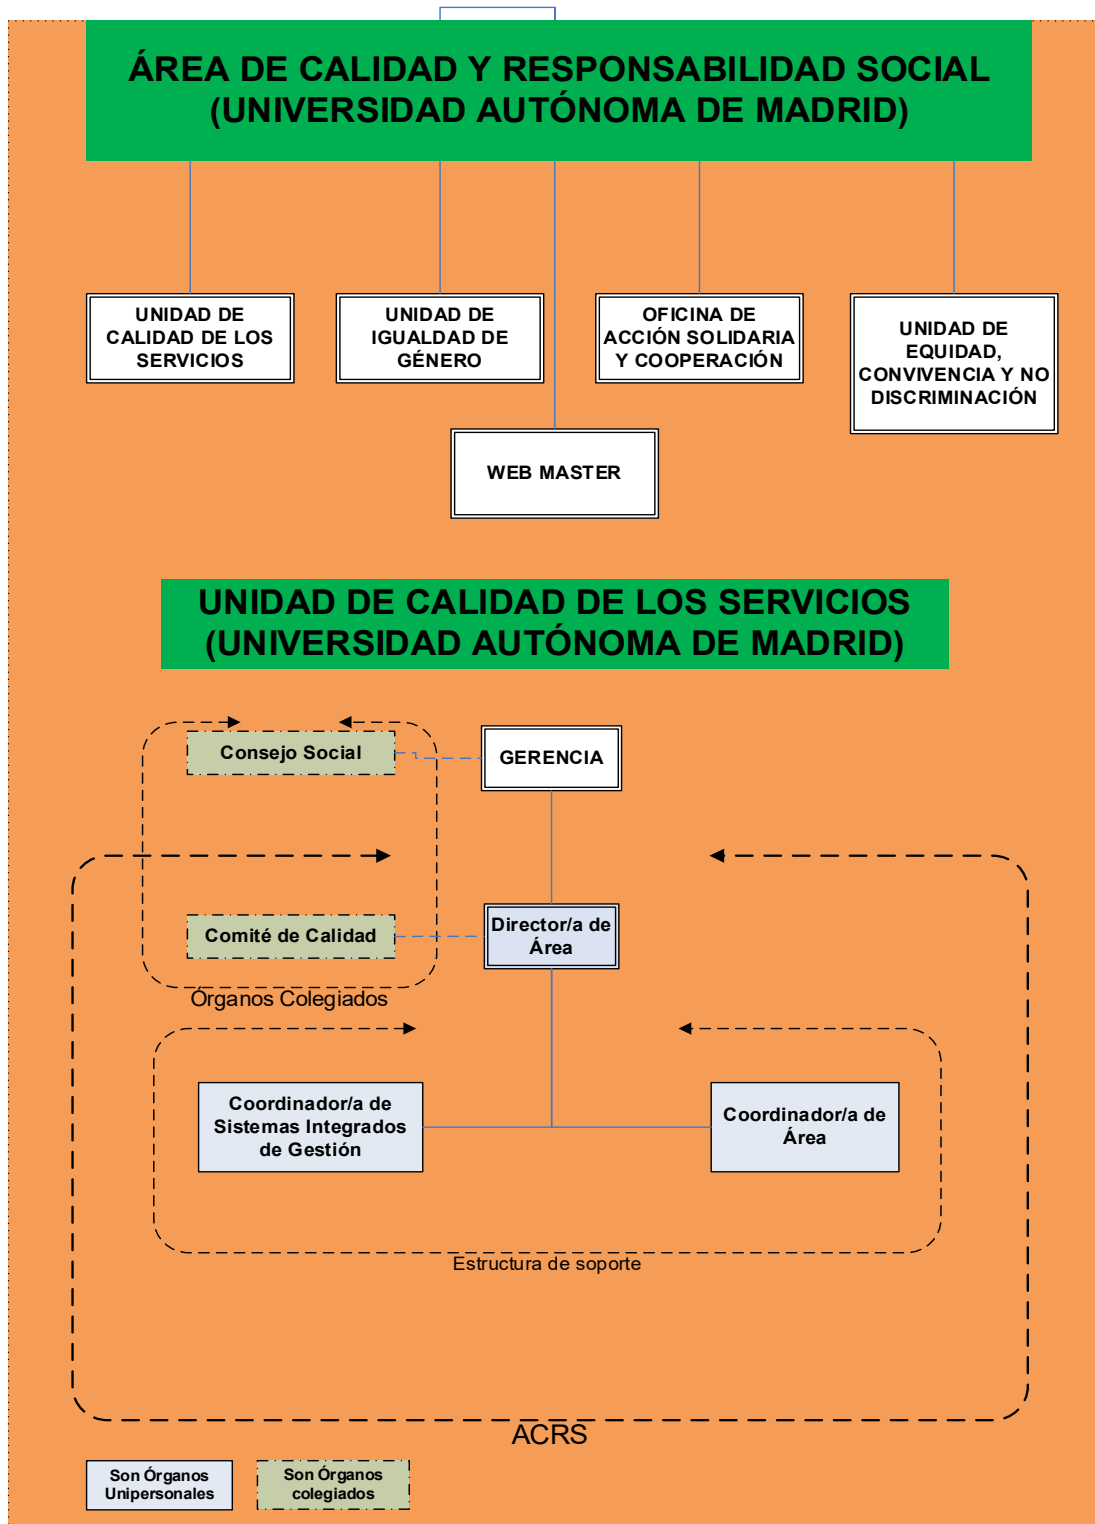 ÁREA DE CALIDAD Y RESPONSABILIDAD SOCIAL
(UNIVERSIDAD AUTÓNOMA DE MADRID)
UNIDAD DE
CALIDAD DE LOS
SERVICIOS
UNIDAD DE
IGUALDAD DE
GÉNERO
OFICINA DE
ACCIÓN SOLIDARIA
Y COOPERACIÓN
UNIDAD DE
EQUIDAD,
CONVIVENCIA Y NO
DISCRIMINACIÓN
WEB MASTER
UNIDAD DE CALIDAD DE LOS SERVICIOS
(UNIVERSIDAD AUTÓNOMA DE MADRID)
Consejo Social
GERENCIA
Comité de Calidad
Director/a de
Área
Órganos Colegiados
Coordinador/a de
Sistemas Integrados
de Gestión
Coordinador/a de
Área
Estructura de soporte
ACRS
Son Órganos
Unipersonales
Son Órganos
colegiados